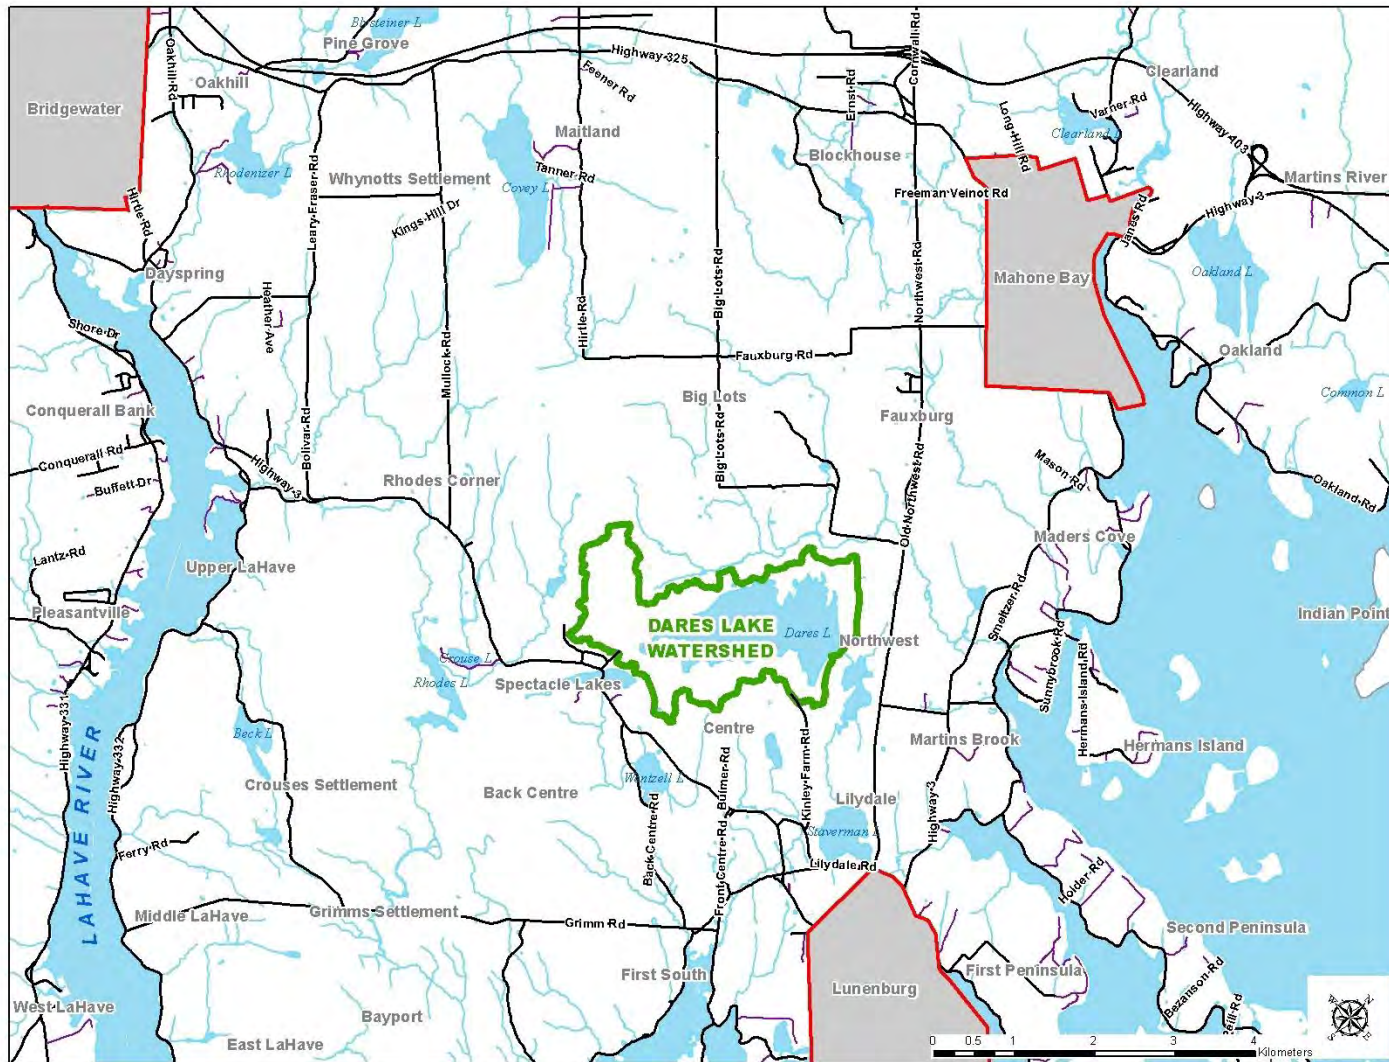 Blysteiner L
Pine Grove
Oakhill Rd
Oakhill
Highway 325
Feener Rd
Cornwall Rd
Ernst Rd
Clearland
Bridgewater
Varner Rd
Long Hill Rd
Clearland L
Highway 103
Maitland
Blockhouse
Rhodenizer L
Leary Fraser Rd
Whynotts Settlement
Tanner Rd
Covey L
Freeman Veinot Rd
Martins River
Hirtle Rd
Kings Hill Dr
Highway 3
Janes Rd
Dayspring
Big Lots Rd
Northwest Rd
Mahone Bay
Oakland L
Heather Ave
Shore Dr
Mullock Rd
Hirtle Rd
Fauxburg Rd
Oakland
Conquerall Bank
Big Lots
Fauxburg
Common L
Conquerall Rd
Bolivar Rd
Big Lots Rd
Highway 3
Rhodes Corner
Buffett Dr
Old Northwest Rd
Mason Rd
Oakland Rd
Lantz Rd
Upper LaHave
Maders Cove
Pleasantville
DARES LAKE
WATERSHED
Dares L
Northwest
Smeltzer Rd
Indian Point
Crouse L
Rhodes L
Spectacle Lakes
Sunnybrook Rd
Hermans Island Rd
Highway 331
LAHAVE RIVER
Highway 332
Beck L
Centre
Martins Brook
Hermans Island
Crouses Settlement
Back Centre
Wentzell L
Bulmer Rd
Kinley Farm Rd
Lilydale
Highway 3
Staverman L
Ferry Rd
Back Centre Rd
Front Centre Rd
Lilydale Rd
Holder Rd
Middle LaHave
Grimms Settlement
Grimm Rd
Second Peninsula
First South
First Peninsula
Lunenburg
Bezanson Rd
West LaHave
Bayport
East LaHave
N
E
S
W
0 0.5 1 2 3 4
Kilometers